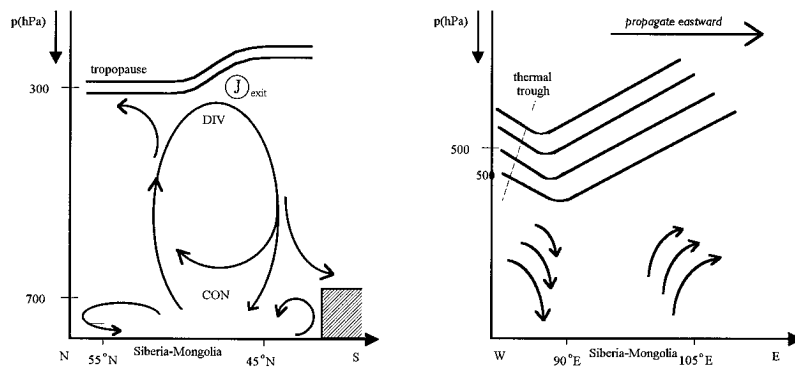 p(hPa)
tropopause
300
J exit
DIV
700
CON
N
55°N
Siberia-Mongolia
45°N
S
p(hPa)
propagate eastward
thermal
trough
500
500
W
90°E
Siberia-Mongolia
105°E
E